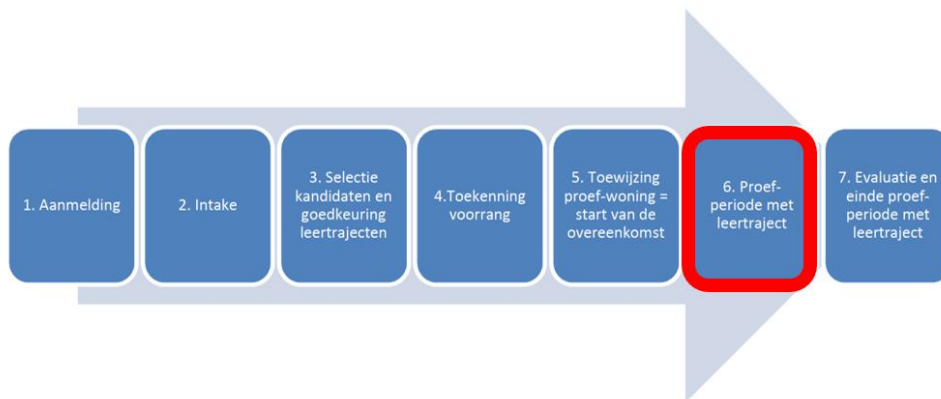 1. Aanmelding
2. Intake
3. Selectie
kandidaten en
goedkeuring
leertrajecten
4.Toekenning
voorrang
5. Toewijzing
proef-woning =
start van de
overeenkomst
6. Proef-
periode met
leertraject
7. Evaluatie en
einde proef-
periode met
leertraject